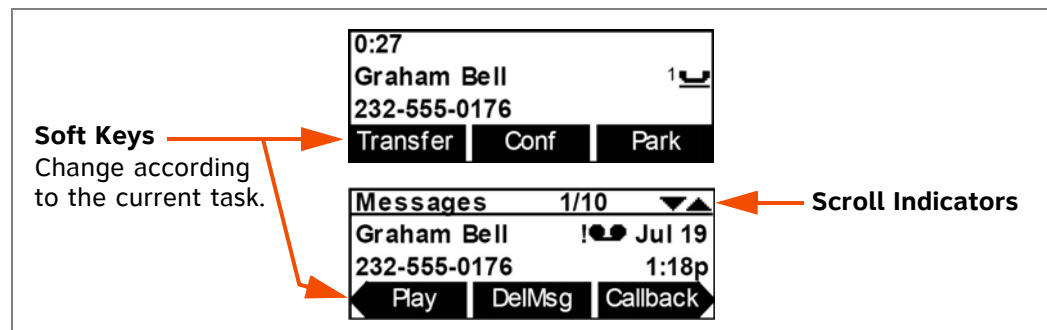 0:27
Graham Bell 1
232-555-0176
Transfer Conf Park
Soft Keys
Change according
to the current task.
Messages 1/10
Graham Bell ! Jul 19
232-555-0176 1:18p
Play DelMsg Callback
Scroll Indicators